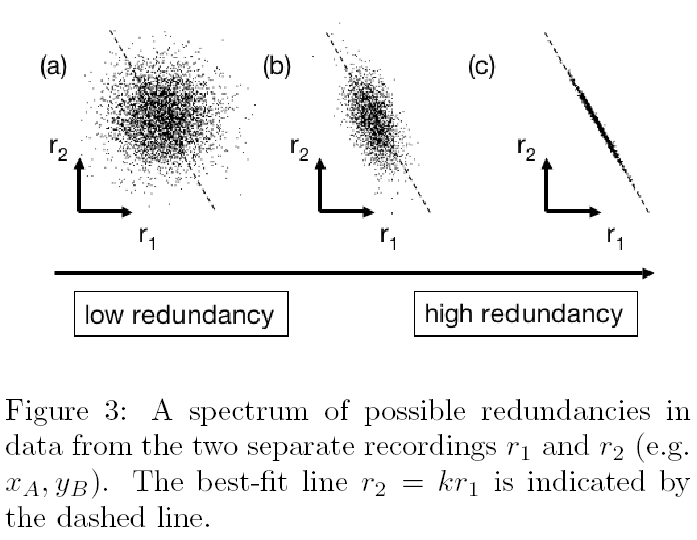 (a)
r2
r1
(b)
r2
r1
(c)
r2
r1
low redundancy
high redundancy
Figure 3: A spectrum of possible redundancies in
data from the two separate recordings r1 and r2 (e.g.
xA, yB). The best-fit line r2 = kr1 is indicated by
the dashed line.